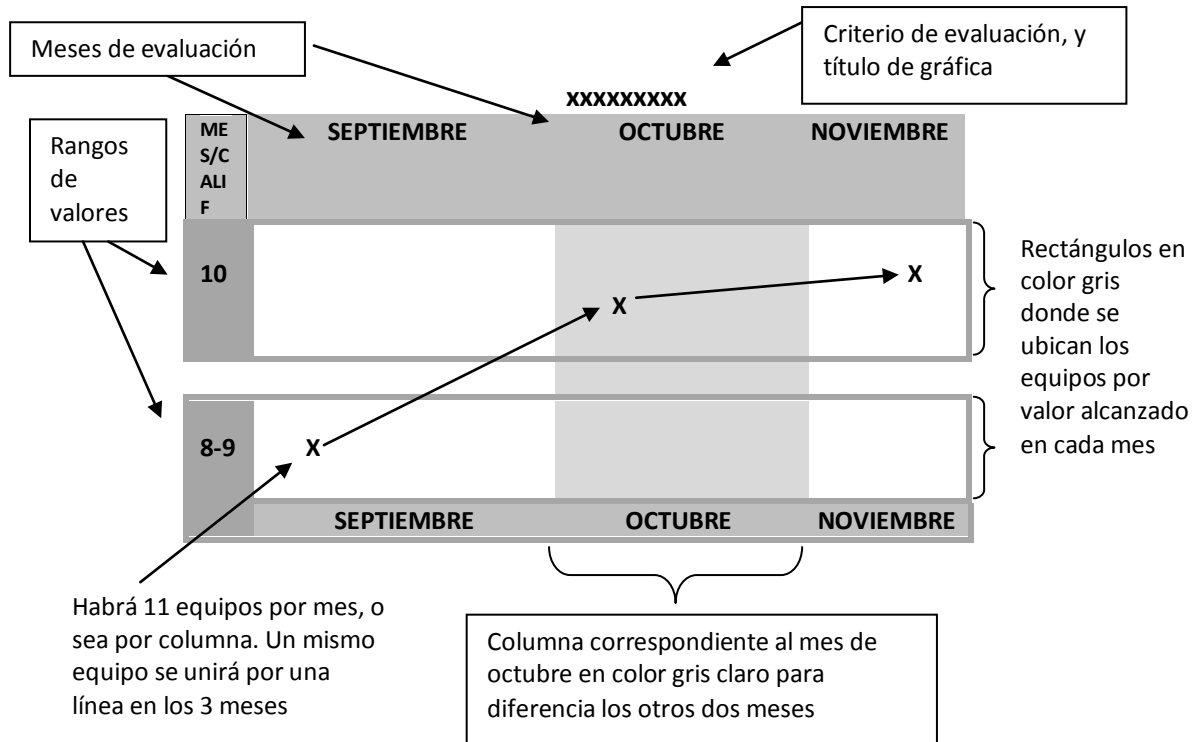 Meses de evaluación
Criterio de evaluación, y
título de gráfica
xxxxxxxxx
Rangos
de
valores
ME
S/C
ALI
F
SEPTIEMBRE
OCTUBRE
NOVIEMBRE
10
X
X
Rectángulos en
color gris
donde se
ubican los
equipos por
valor alcanzado
en cada mes
8-9
X
SEPTIEMBRE
OCTUBRE
NOVIEMBRE
Habrá 11 equipos por mes, o
sea por columna. Un mismo
equipo se unirá por una
línea en los 3 meses
Columna correspondiente al mes de
octubre en color gris claro para
diferencia los otros dos meses